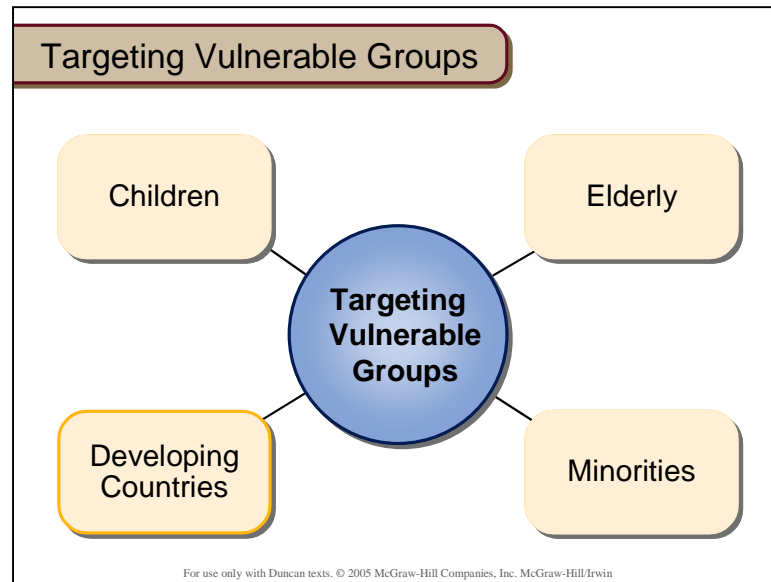 Targeting Vulnerable Groups
Children
Elderly
Targeting
Vulnerable
Groups
Developing
Countries
Minorities
For use only with Duncan texts. © 2005 McGraw-Hill Companies, Inc. McGraw-Hill/Irwin